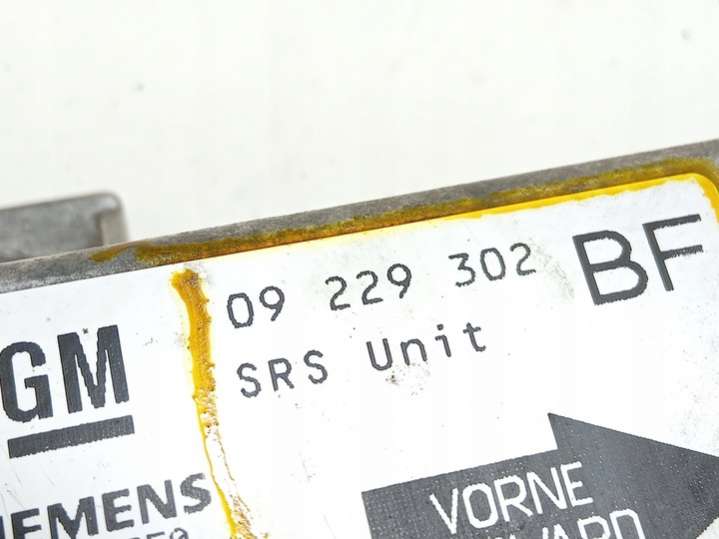 09 229 302 BF
SRS Unit
GM
VORNE